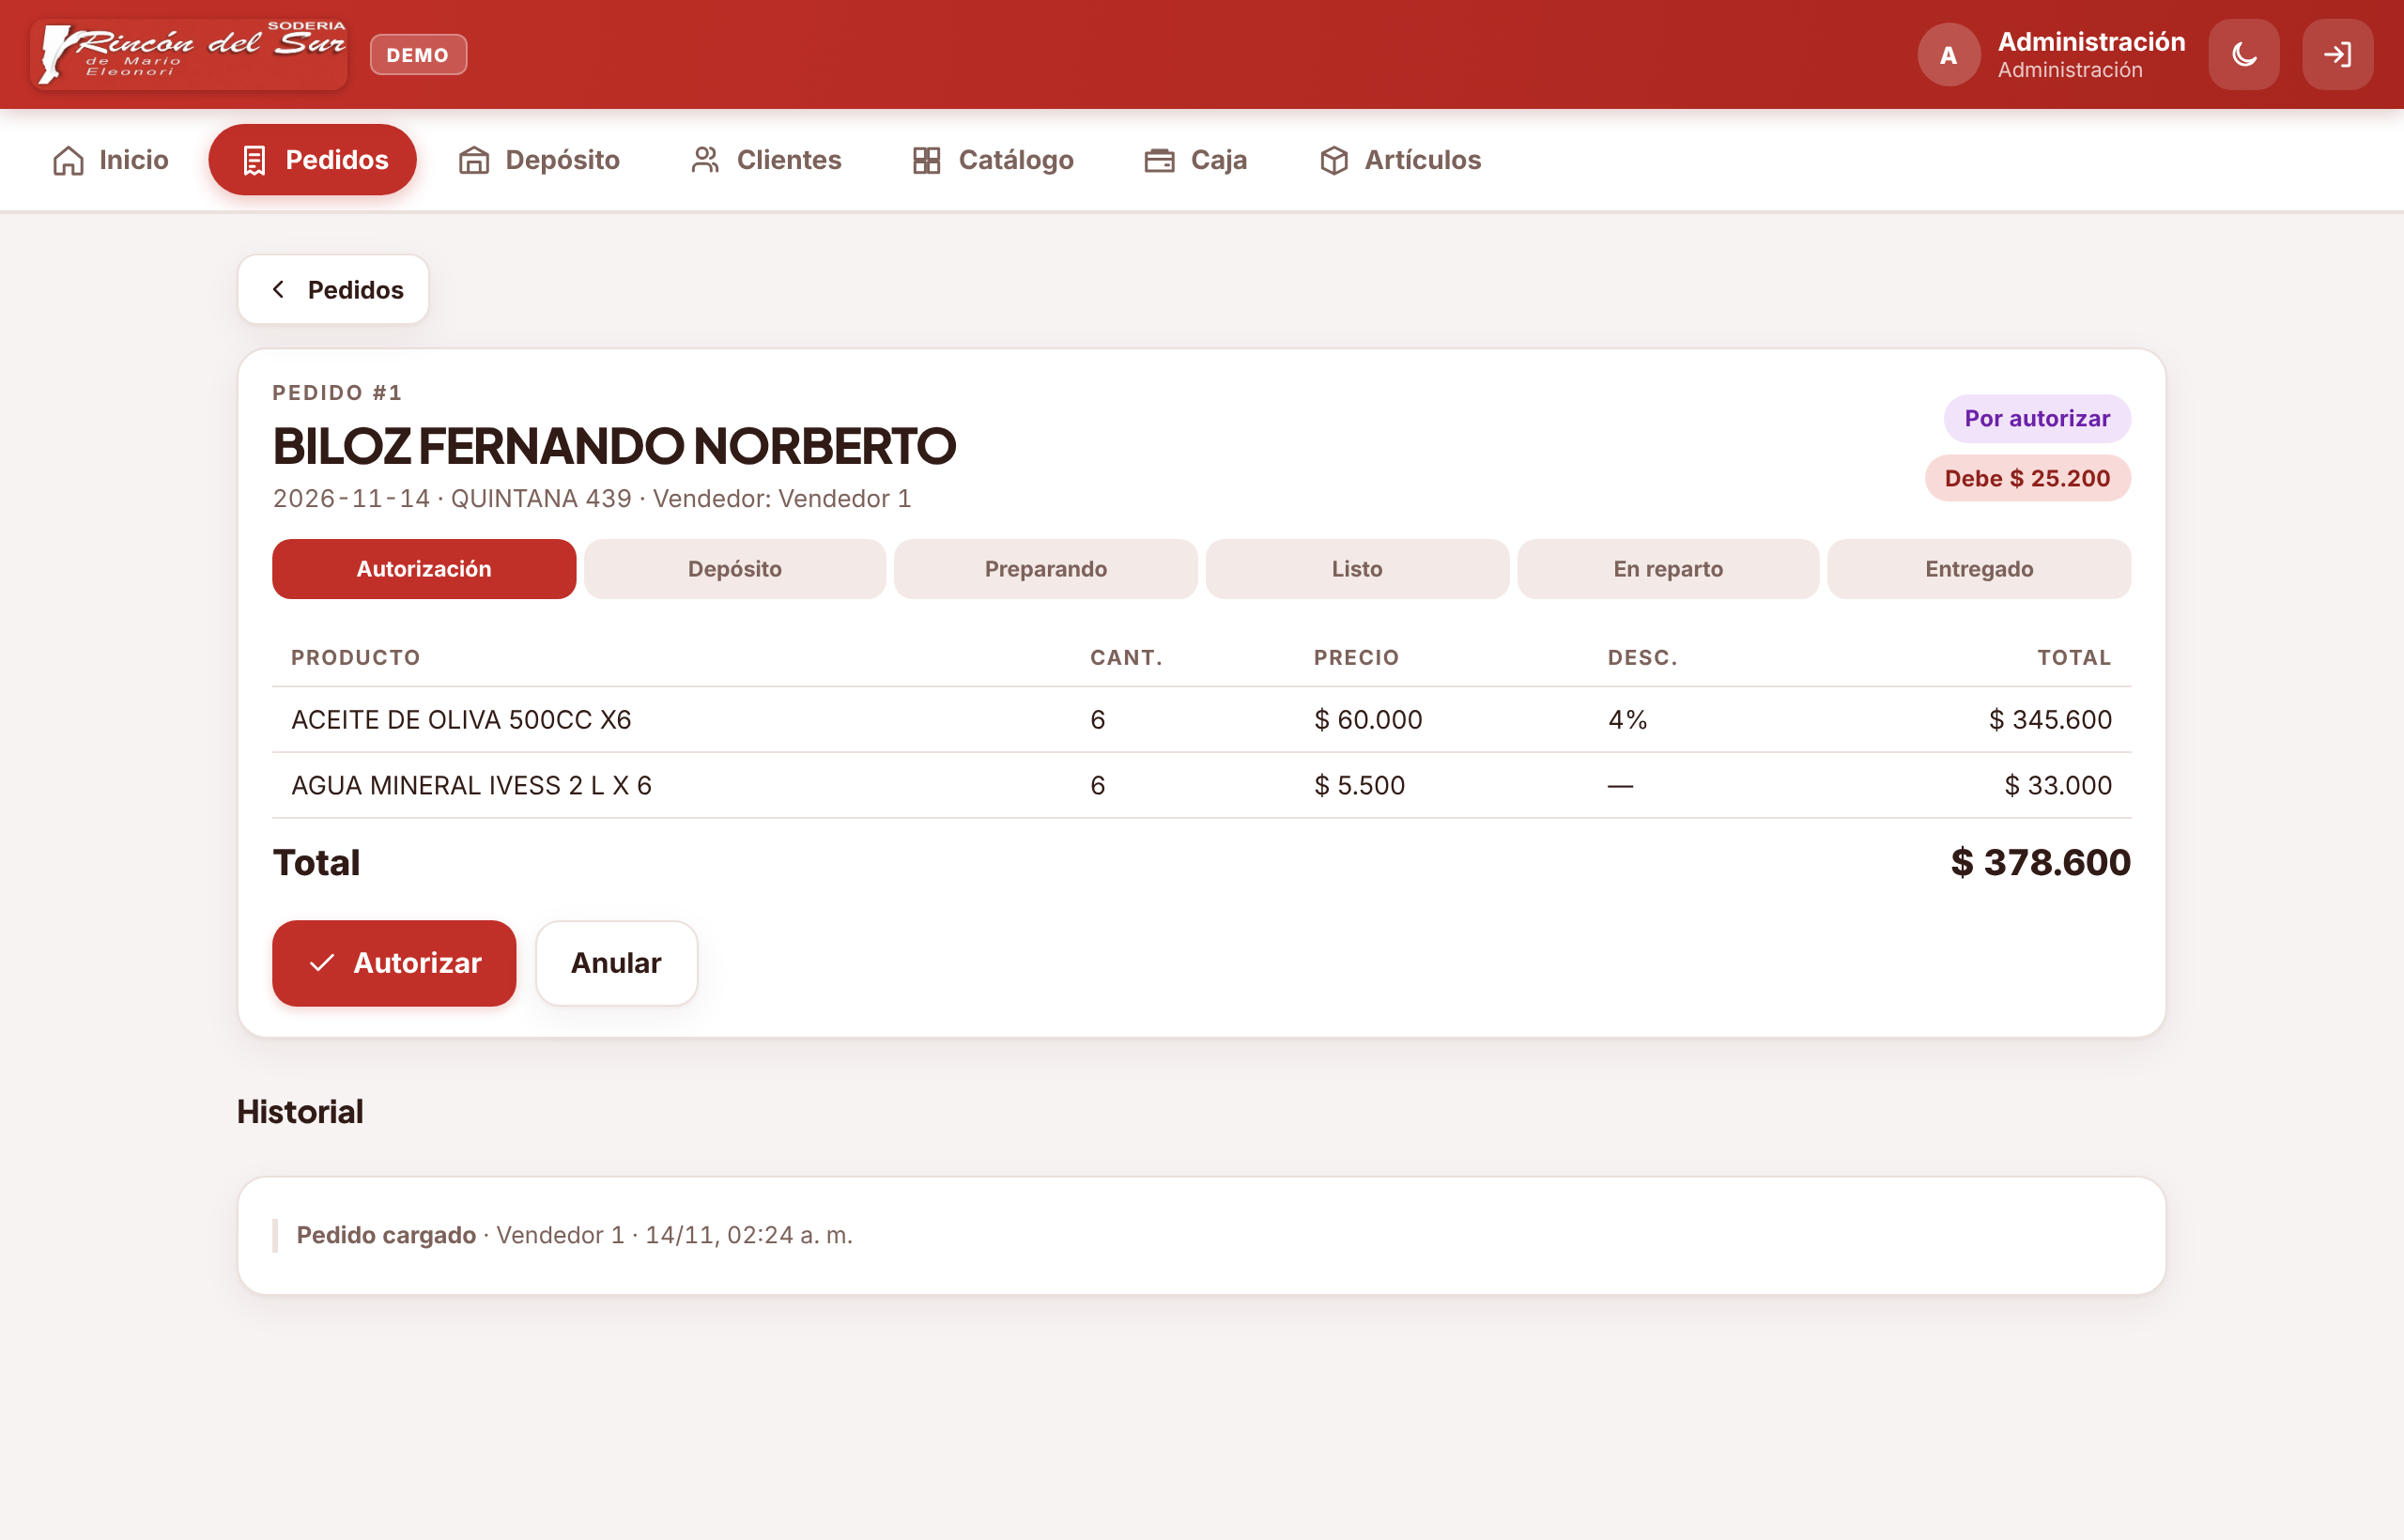 SODERIA
Rincón del Sur
de Mario
Eleonori
DEMO
A
Administración
Administración
Inicio
Pedidos
Depósito
Clientes
Catálogo
Caja
Artículos
Pedidos
PEDIDO #1
BILOZ FERNANDO NORBERTO
2026-11-14 · QUINTANA 439 · Vendedor: Vendedor 1
Por autorizar
Debe $ 25.200
Autorización
Depósito
Preparando
Listo
En reparto
Entregado
PRODUCTO CANT. PRECIO DESC. TOTAL
ACEITE DE OLIVA 500CC X6 6 $ 60.000 4% $ 345.600
AGUA MINERAL IVESS 2 L X 6 6 $ 5.500 — $ 33.000
Total $ 378.600
Autorizar
Anular
Historial
Pedido cargado · Vendedor 1 · 14/11, 02:24 a. m.